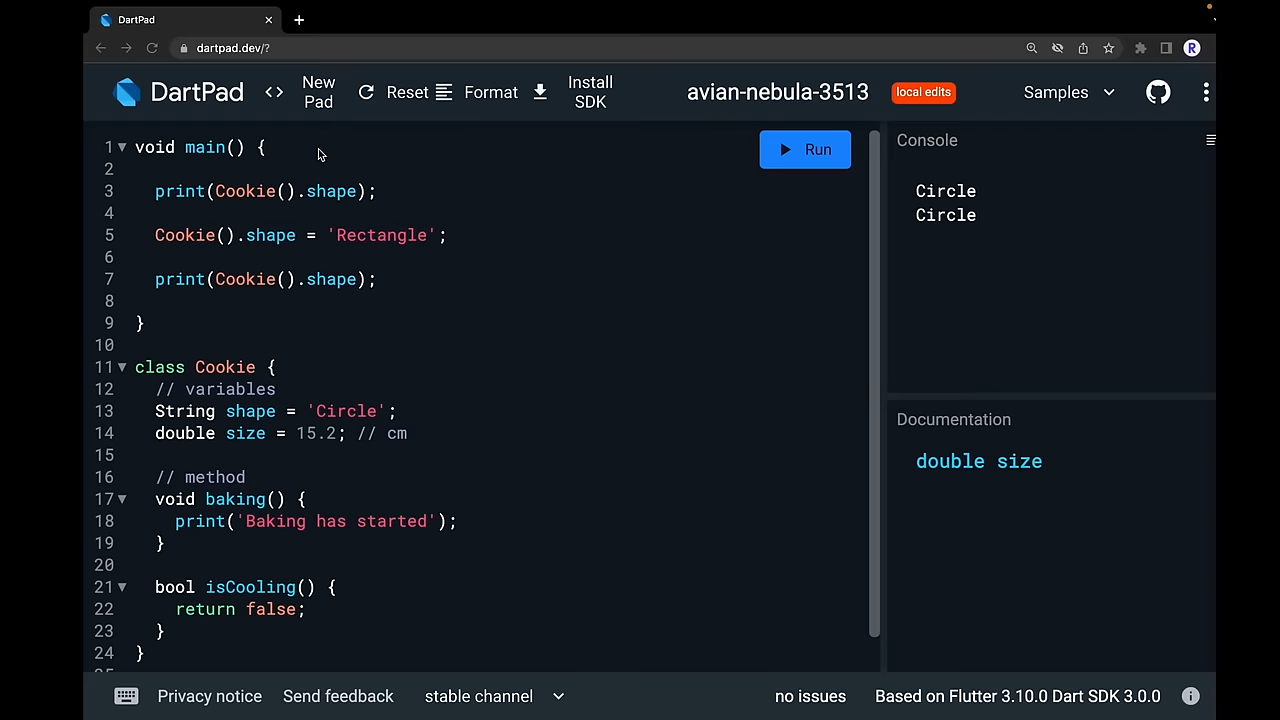 DartPad
dartpad.dev/?
R
DartPad
<> New Pad
Reset
Format
Install SDK
avian-nebula-3513
local edits
Samples
1 void main() {
2
3 print(Cookie().shape);
4
5 Cookie().shape = 'Rectangle';
6
7 print(Cookie().shape);
8
9 }
10
11 class Cookie {
12 // variables
13 String shape = 'Circle';
14 double size = 15.2; // cm
15
16 // method
17 void baking() {
18 print('Baking has started');
19 }
20
21 bool isCooling() {
22 return false;
23 }
24 }
Run
Console
Circle
Circle
Documentation
double size
Privacy notice
Send feedback
stable channel
no issues
Based on Flutter 3.10.0 Dart SDK 3.0.0